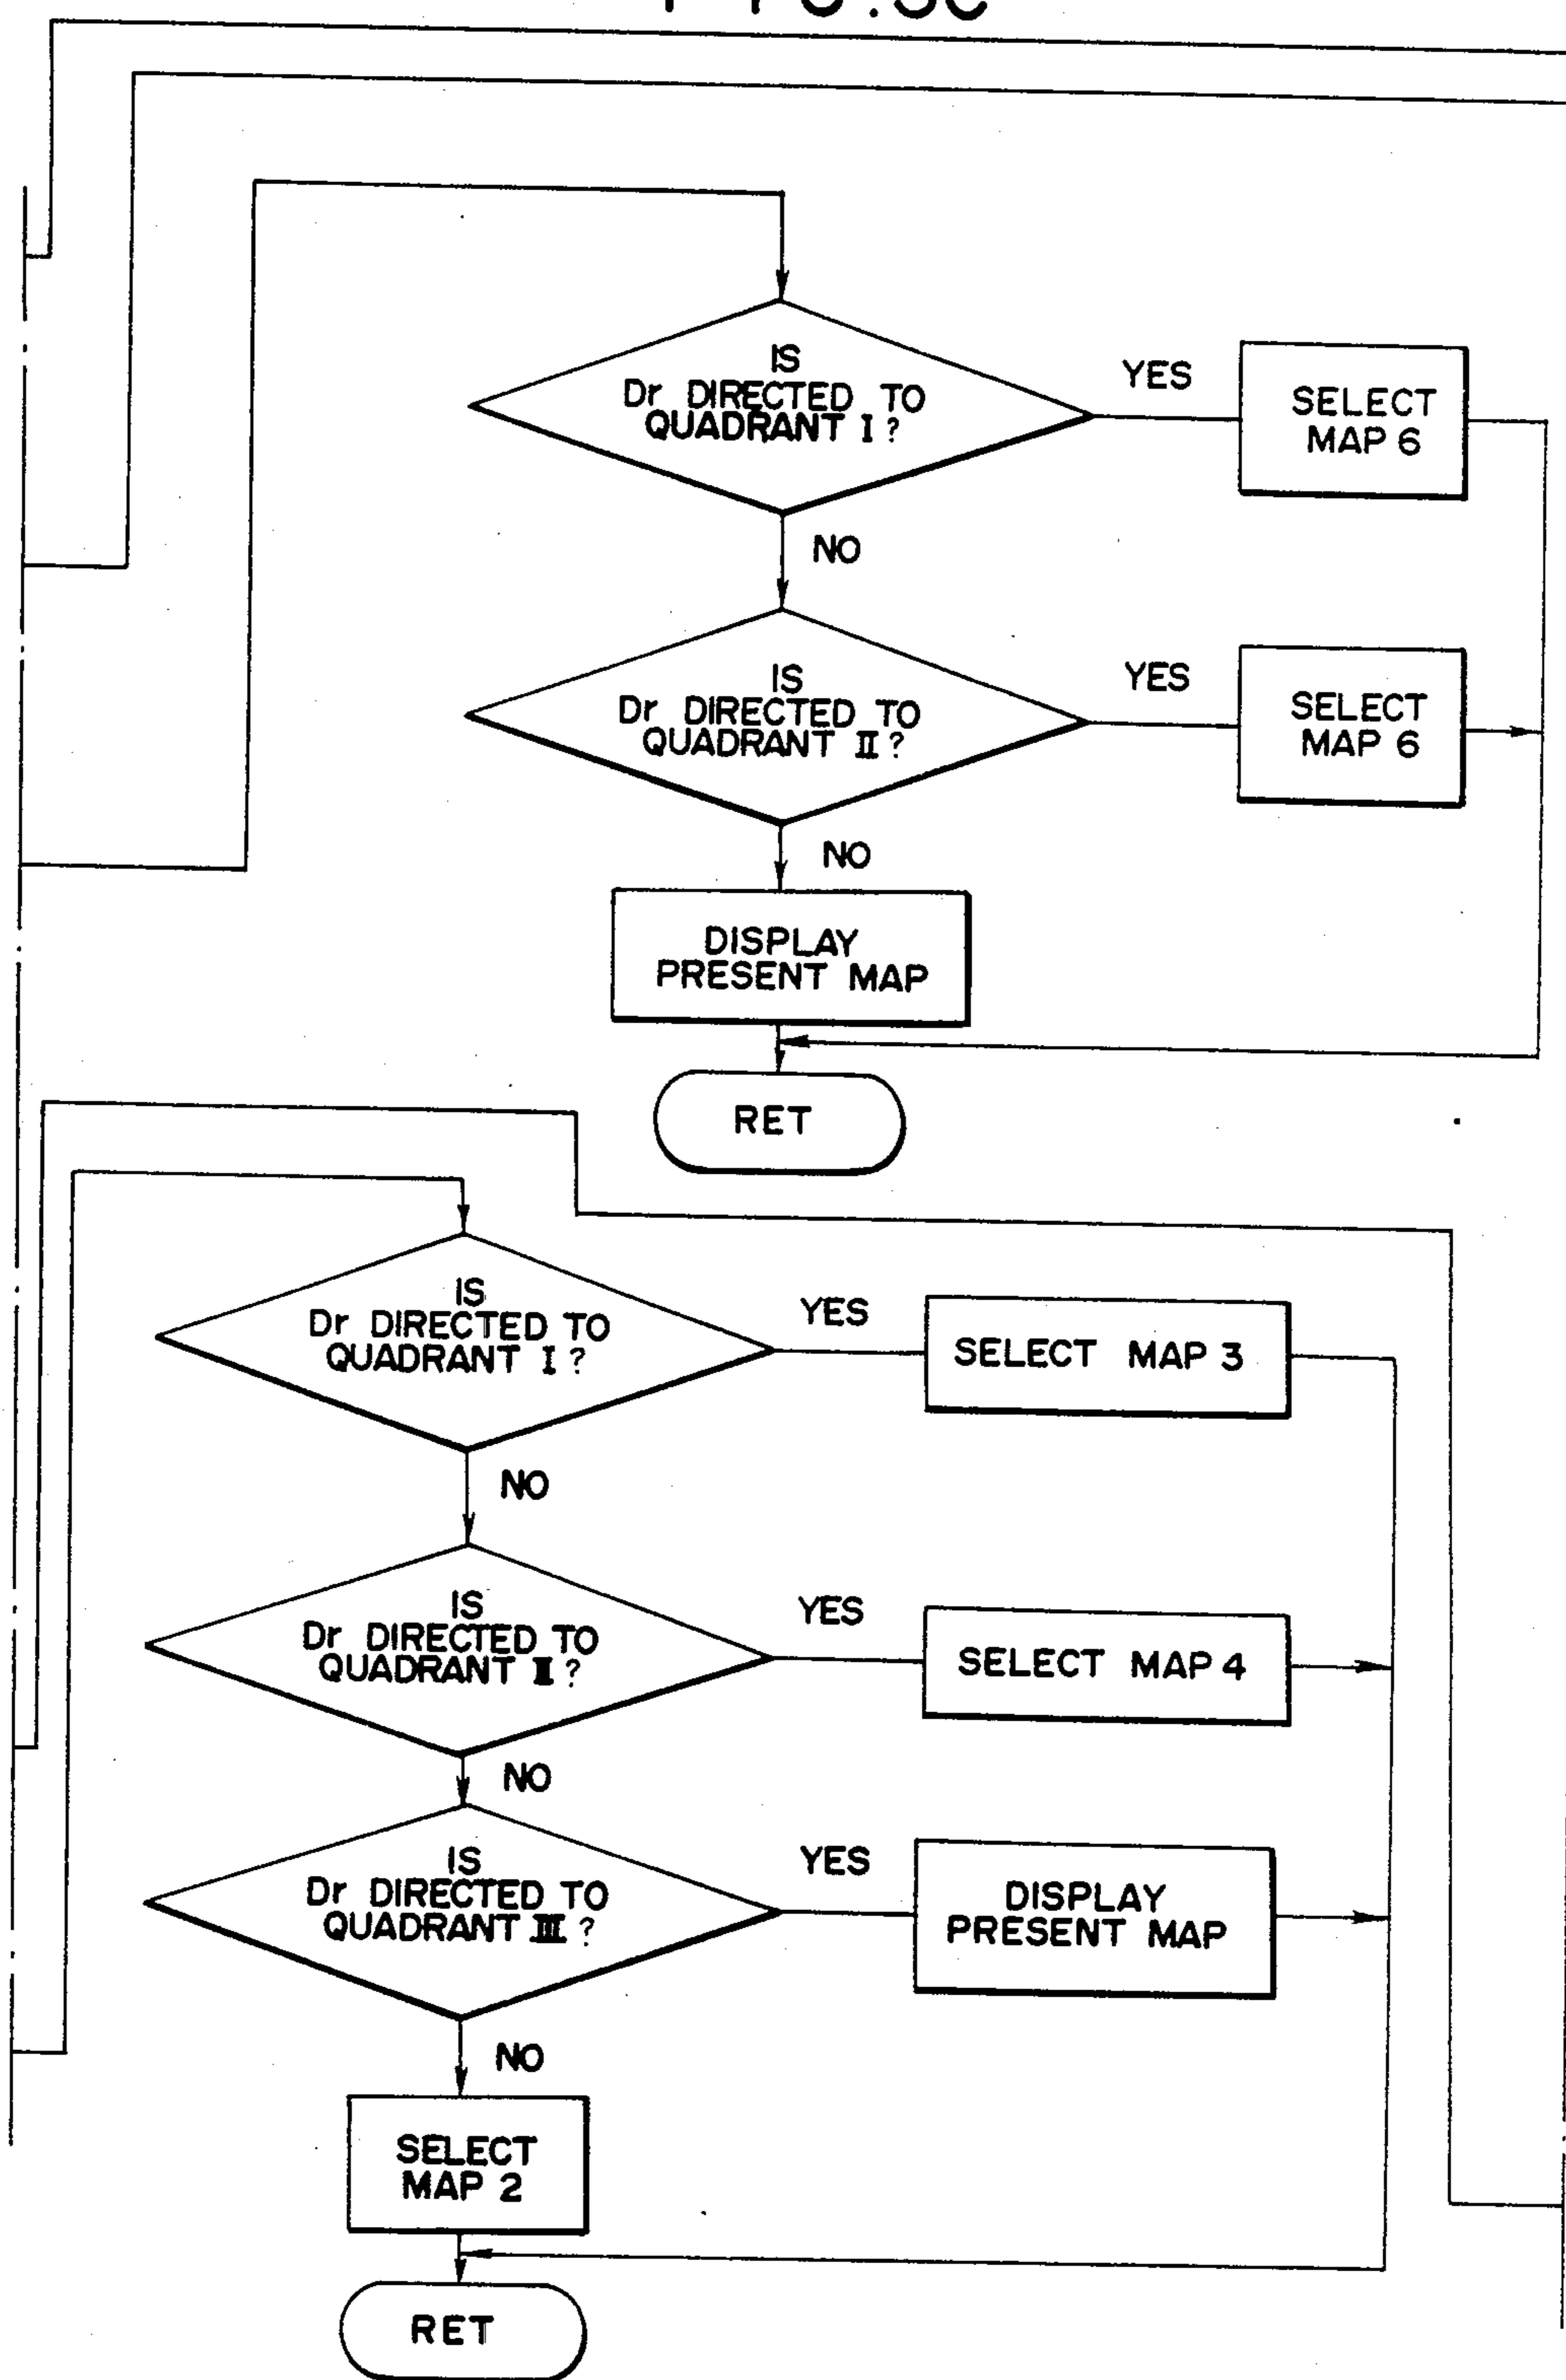 IS
Dr DIRECTED TO
QUADRANT I ?
YES
SELECT
MAP 6
NO
IS
Dr DIRECTED TO
QUADRANT II ?
YES
SELECT
MAP 6
NO
DISPLAY
PRESENT MAP
RET
IS
Dr DIRECTED TO
QUADRANT I ?
YES
SELECT MAP 3
NO
IS
Dr DIRECTED TO
QUADRANT II ?
YES
SELECT MAP 4
NO
IS
Dr DIRECTED TO
QUADRANT III ?
YES
DISPLAY
PRESENT MAP
NO
SELECT
MAP 2
RET